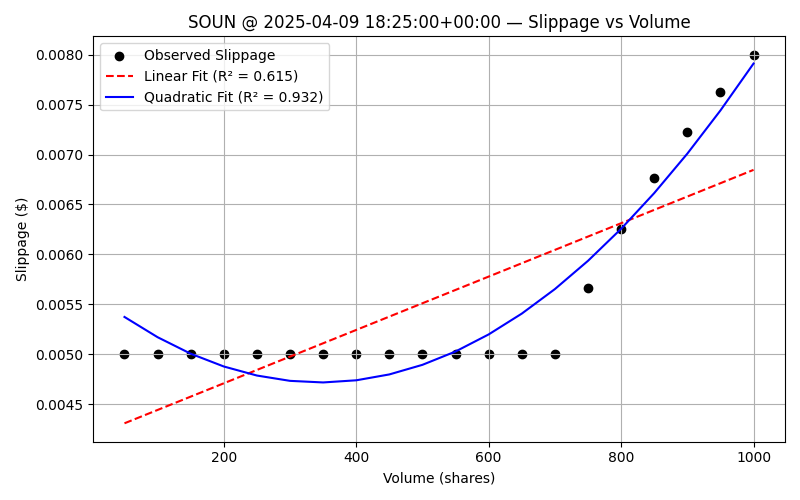 SOUN @ 2025-04-09 18:25:00+00:00 — Slippage vs Volume
Observed Slippage
Linear Fit (R² = 0.615)
Quadratic Fit (R² = 0.932)
Slippage ($)
0.0080
0.0075
0.0070
0.0065
0.0060
0.0055
0.0050
0.0045
200 400 600 800 1000
Volume (shares)